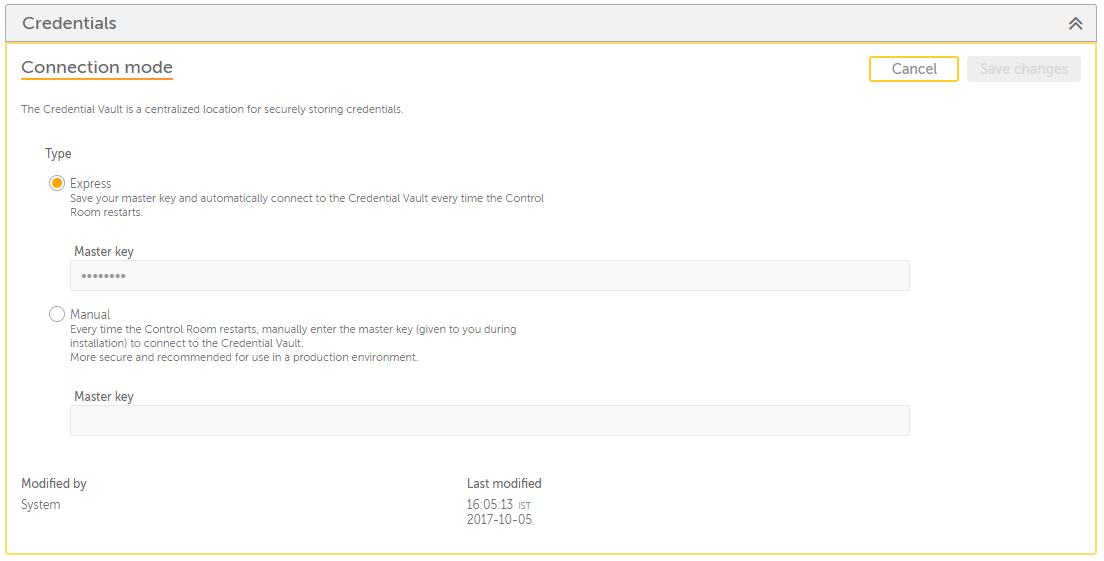 Credentials
Connection mode
Cancel
Save changes
The Credential Vault is a centralized location for securely storing credentials.
Type
Express
Save your master key and automatically connect to the Credential Vault every time the Control
Room restarts.
Master key
••••••••
Manual
Every time the Control Room restarts, manually enter the master key (given to you during
installation) to connect to the Credential Vault.
More secure and recommended for use in a production environment.
Master key
Modified by
Last modified
System
16:05:13 IST
2017-10-05